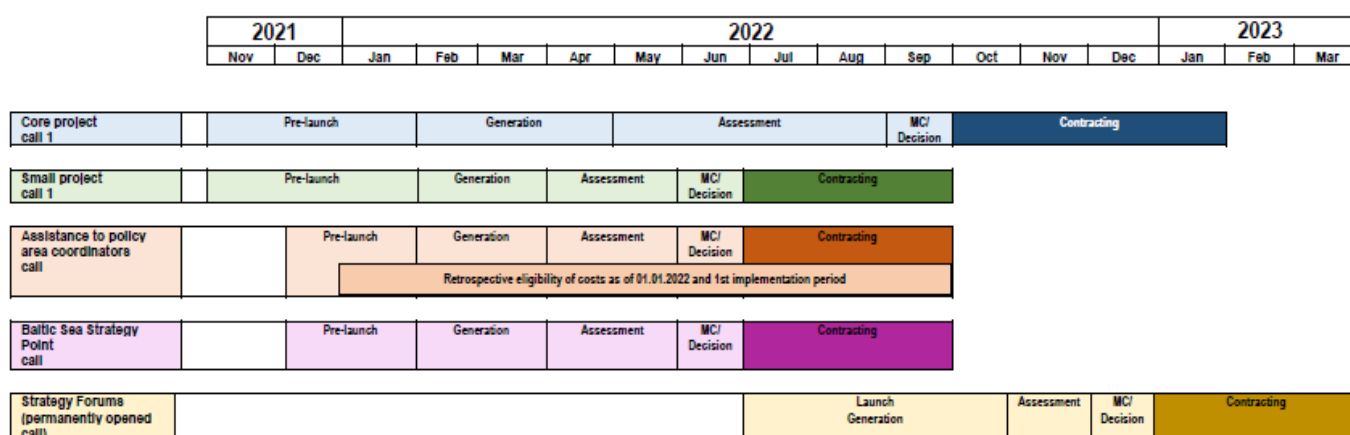 2021 2022 2023
Nov Dec Jan Feb Mar Apr May Jun Jul Aug Sep Oct Nov Dec Jan Feb Mar
Core project
call 1
Pre-launch Generation Assessment MC/
Decision
Contracting
Small project
call 1
Pre-launch Generation Assessment MC/
Decision
Contracting
Assistance to policy
area coordinators
call
Pre-launch Generation Assessment MC/
Decision
Contracting
Retrospective eligibility of costs as of 01.01.2022 and 1st implementation period
Baltic Sea Strategy
Point
call
Pre-launch Generation Assessment MC/
Decision
Contracting
Strategy Forums
(permanently opened
call)
Launch
Generation
Assessment MC/
Decision
Contracting